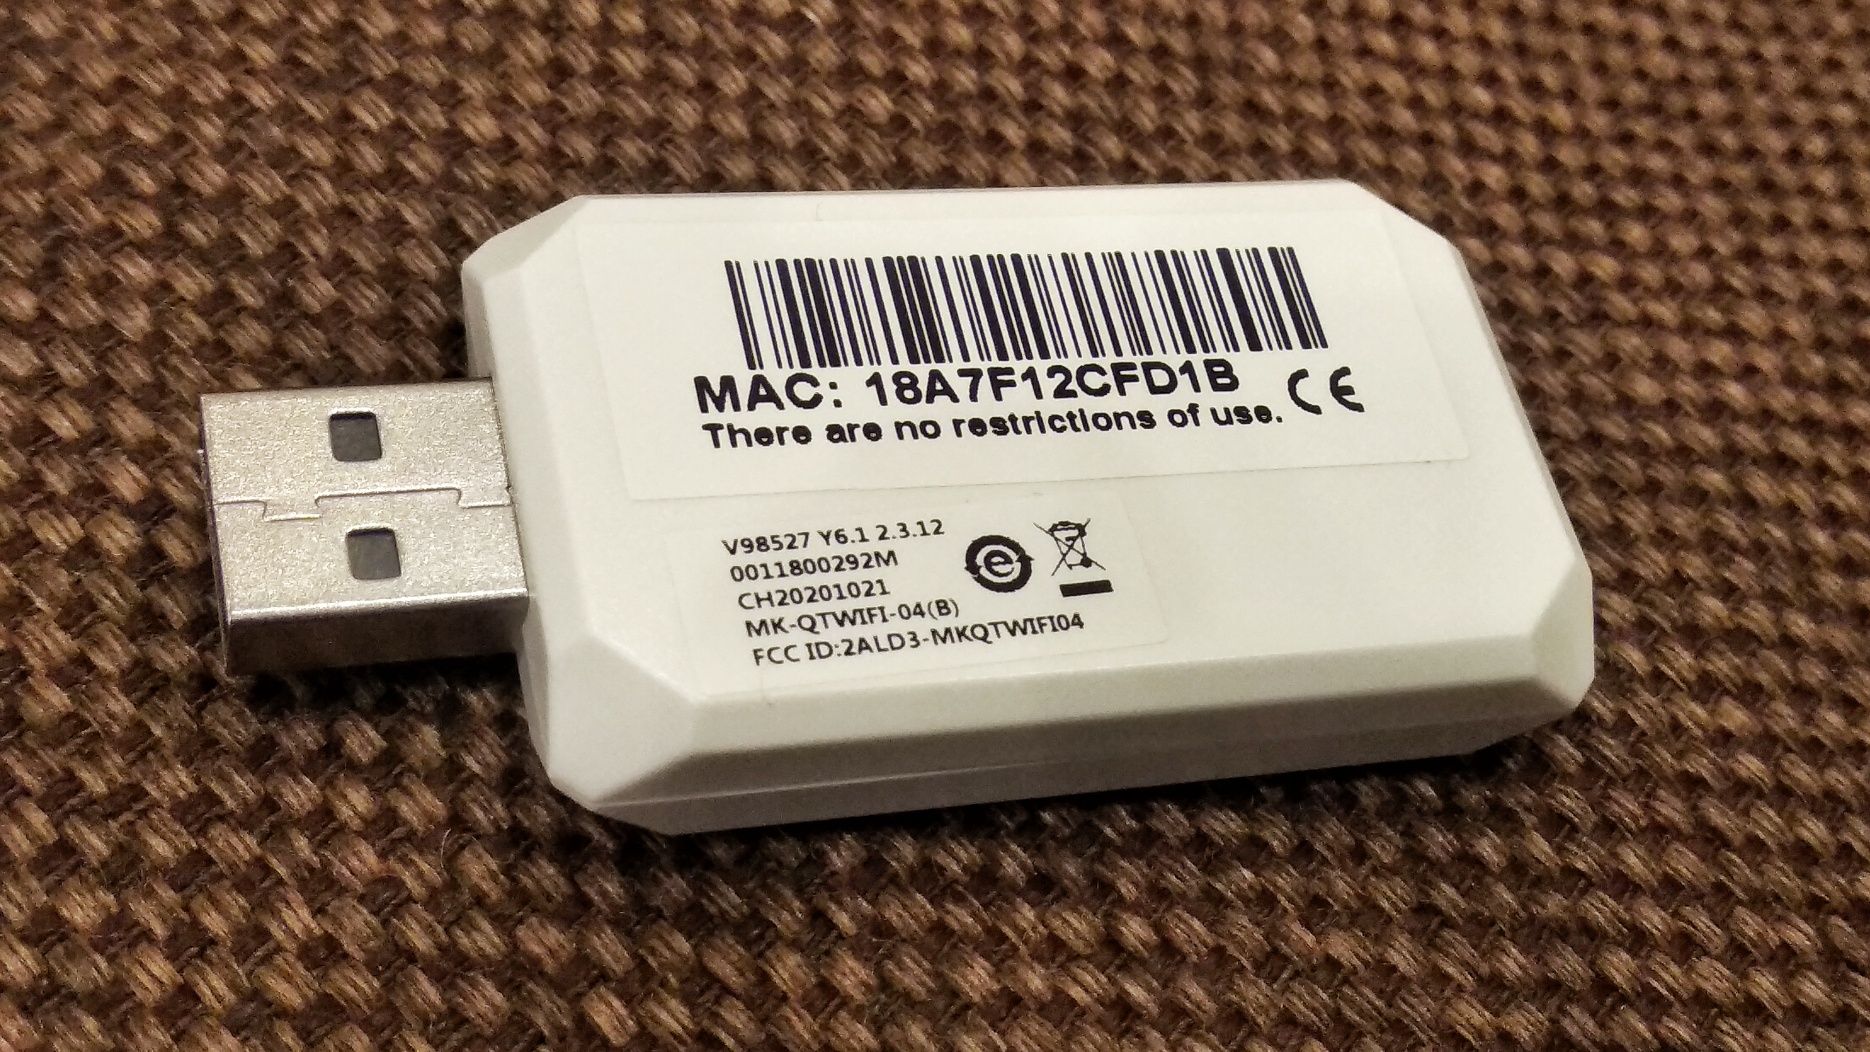 MAC: 18A7F12CFD1B
There are no restrictions of use. CE
V98527 Y6.1 2.3.12
0011800292M
CH20201021
MK-QTWIFI-04(B)
FCC ID:2ALD3-MKQTWIFI04
e